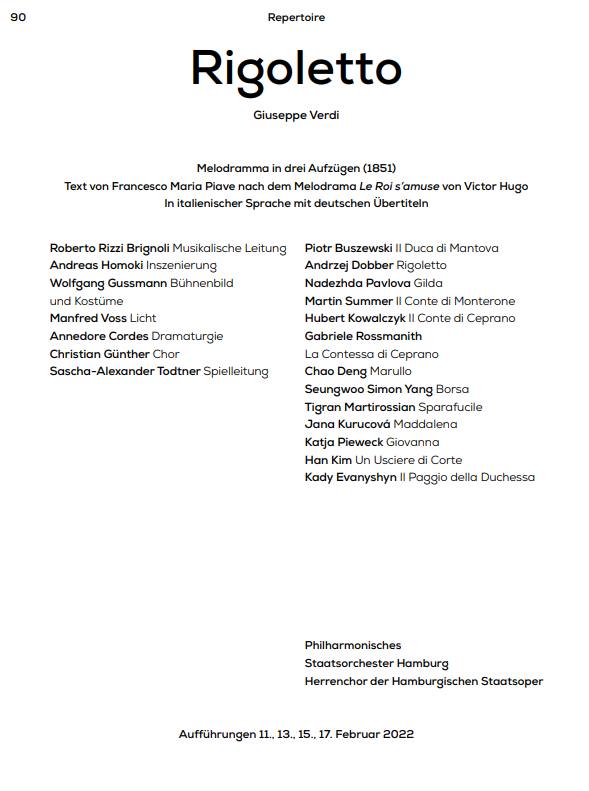 90
Repertoire
Rigoletto
Giuseppe Verdi
Melodramma in drei Aufzügen (1851)
Text von Francesco Maria Piave nach dem Melodrama Le Roi s'amuse von Victor Hugo
In italienischer Sprache mit deutschen Übertiteln
Roberto Rizzi Brignoli Musikalische Leitung
Andreas Homoki Inszenierung
Wolfgang Gussmann Bühnenbild
und Kostüme
Manfred Voss Licht
Annedore Cordes Dramaturgie
Christian Günther Chor
Sascha-Alexander Todtner Spielleitung
Piotr Buszewski Il Duca di Mantova
Andrzej Dobber Rigoletto
Nadezhda Pavlova Gilda
Martin Summer Il Conte di Monterone
Hubert Kowalczyk Il Conte di Ceprano
Gabriele Rossmanith
La Contessa di Ceprano
Chao Deng Marullo
Seungwoo Simon Yang Borsa
Tigran Martirossian Sparafucile
Jana Kurucová Maddalena
Katja Pieweck Giovanna
Han Kim Un Usciere di Corte
Kady Evanyshyn Il Paggio della Duchessa
Philharmonisches
Staatsorchester Hamburg
Herrenchor der Hamburgischen Staatsoper
Aufführungen 11., 13., 15., 17. Februar 2022